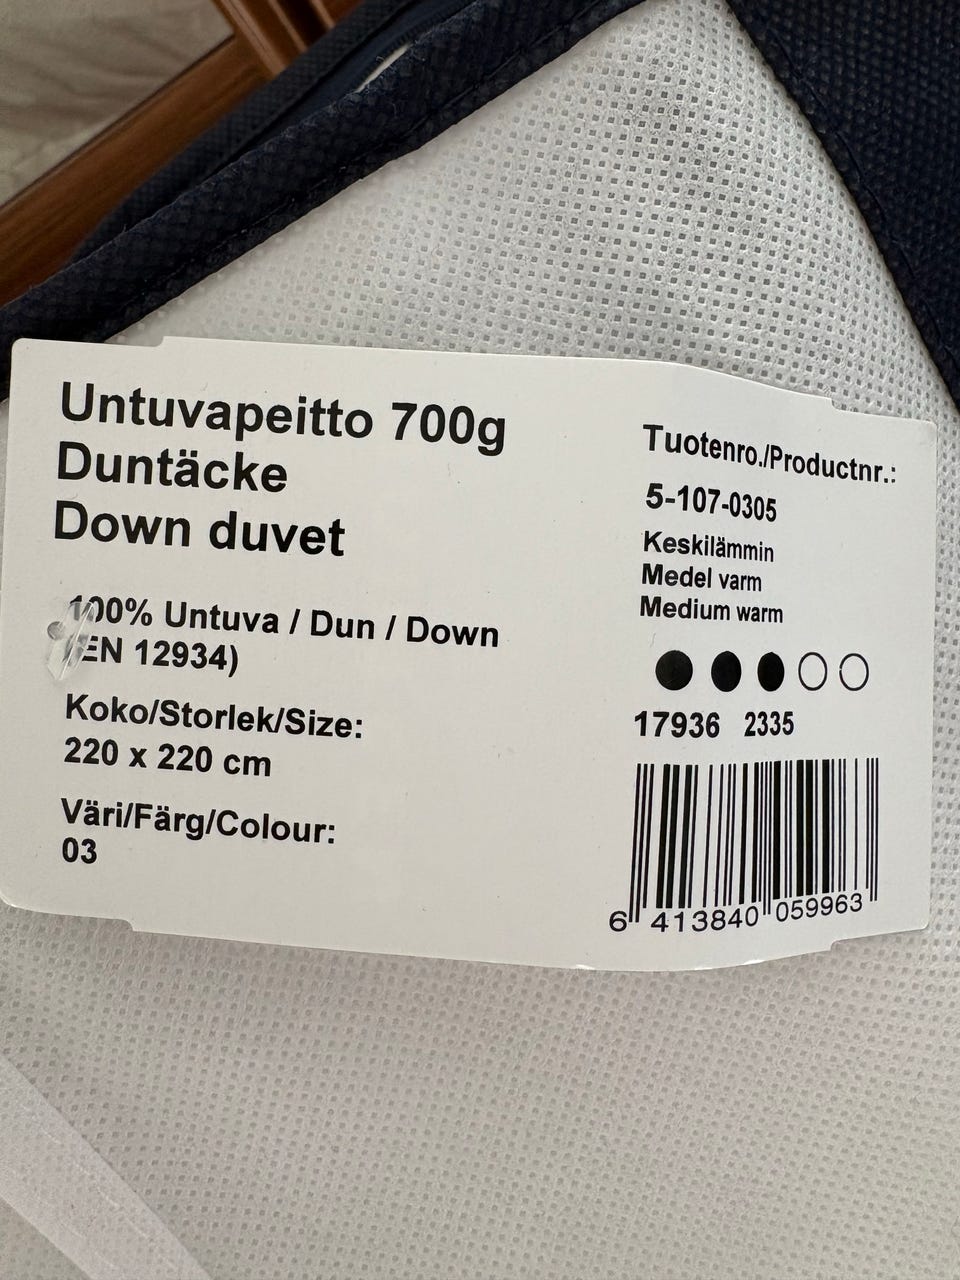 Untuvapeitto 700g
Duntäcke
Down duvet
100% Untuva / Dun / Down
(EN 12934)
Koko/Storlek/Size:
220 x 220 cm
Väri/Färg/Colour:
03
Tuotenro./Productnr.:
5-107-0305
Keskilämmin
Medel varm
Medium warm
17936 2335
6 413840 059963